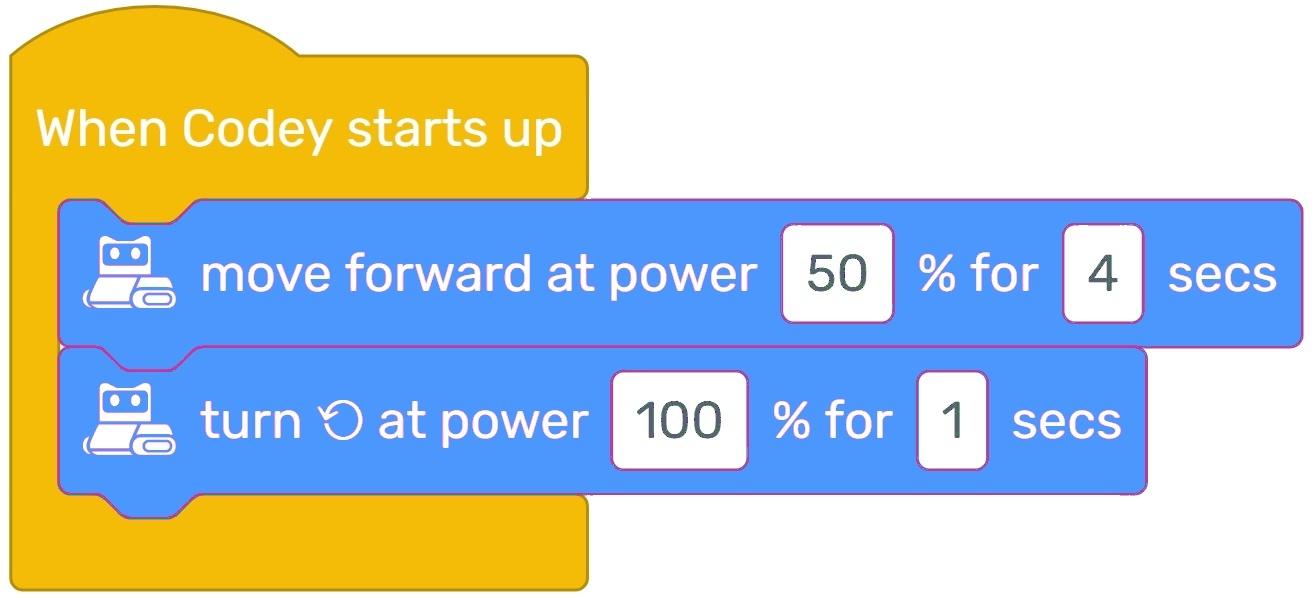 When Codey starts up
move forward at power 50 % for 4 secs
turn ↺ at power 100 % for 1 secs